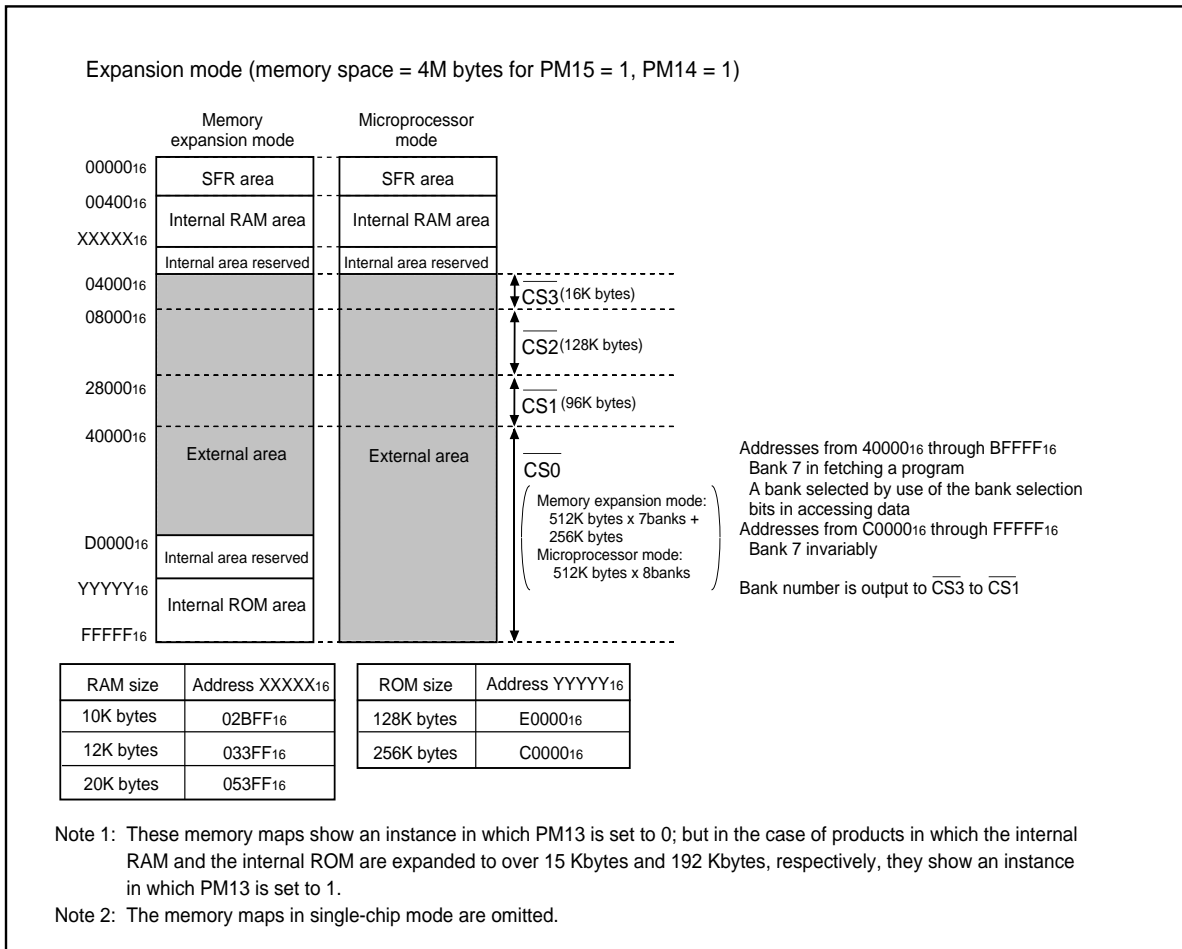 Expansion mode (memory space = 4M bytes for PM15 = 1, PM14 = 1)
Memory
expansion mode
Microprocessor
mode
00000₁₆
SFR area
SFR area
00400₁₆
Internal RAM area
Internal RAM area
XXXXX₁₆
Internal area reserved
Internal area reserved
04000₁₆
CS3 (16K bytes)
08000₁₆
CS2 (128K bytes)
28000₁₆
CS1 (96K bytes)
40000₁₆
External area
External area
CS0
Memory expansion mode:
512K bytes x 7banks +
256K bytes
Microprocessor mode:
512K bytes x 8banks
Addresses from 40000₁₆ through BFFFF₁₆
Bank 7 in fetching a program
A bank selected by use of the bank selection
bits in accessing data
Addresses from C0000₁₆ through FFFFF₁₆
Bank 7 invariably
Bank number is output to CS3 to CS1
D0000₁₆
Internal area reserved
YYYYY₁₆
Internal ROM area
FFFFF₁₆
RAM size Address XXXXX₁₆
10K bytes 02BFF₁₆
12K bytes 033FF₁₆
20K bytes 053FF₁₆
ROM size Address YYYYY₁₆
128K bytes E0000₁₆
256K bytes C0000₁₆
Note 1: These memory maps show an instance in which PM13 is set to 0; but in the case of products in which the internal
RAM and the internal ROM are expanded to over 15 Kbytes and 192 Kbytes, respectively, they show an instance
in which PM13 is set to 1.
Note 2: The memory maps in single-chip mode are omitted.